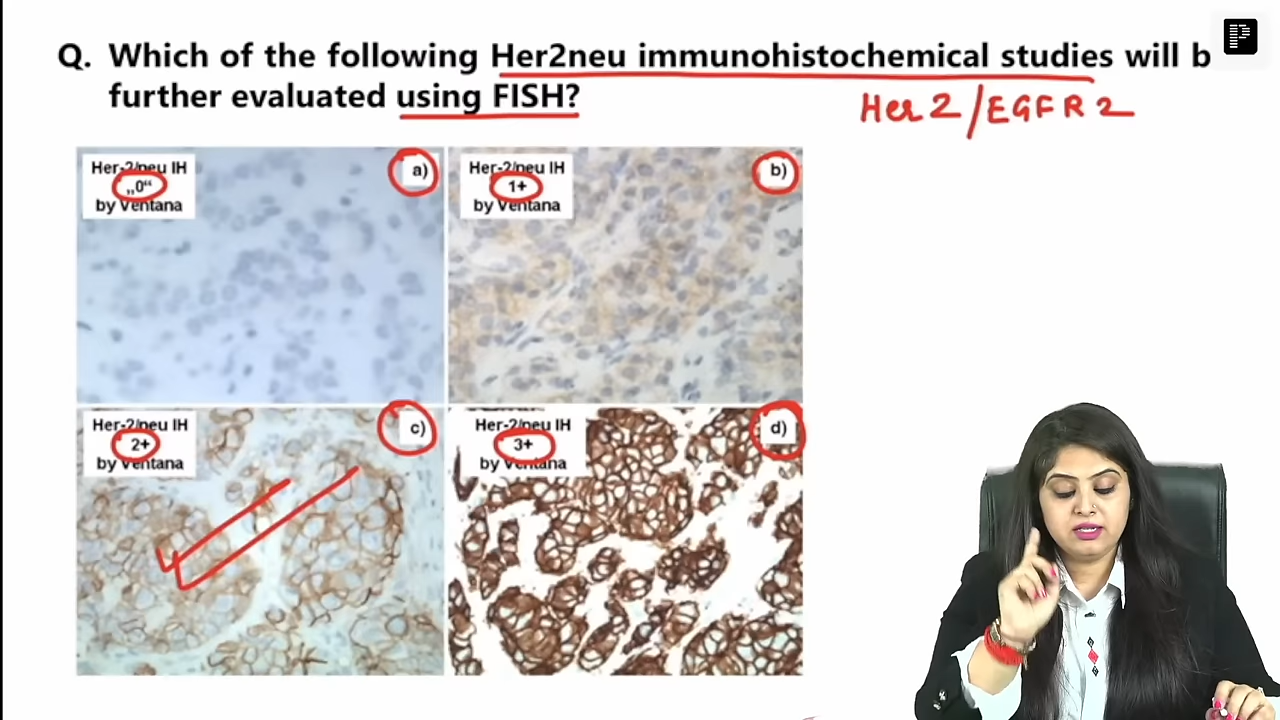 Q. Which of the following Her2neu immunohistochemical studies will b
further evaluated using FISH?
Her 2/EGFR2
Her-2/neu IH
„0“
by Ventana
a)
Her-2/neu IH
1+
by Ventana
b)
Her-2/neu IH
2+
by Ventana
c)
Her-2/neu IH
3+
by Ventana
d)